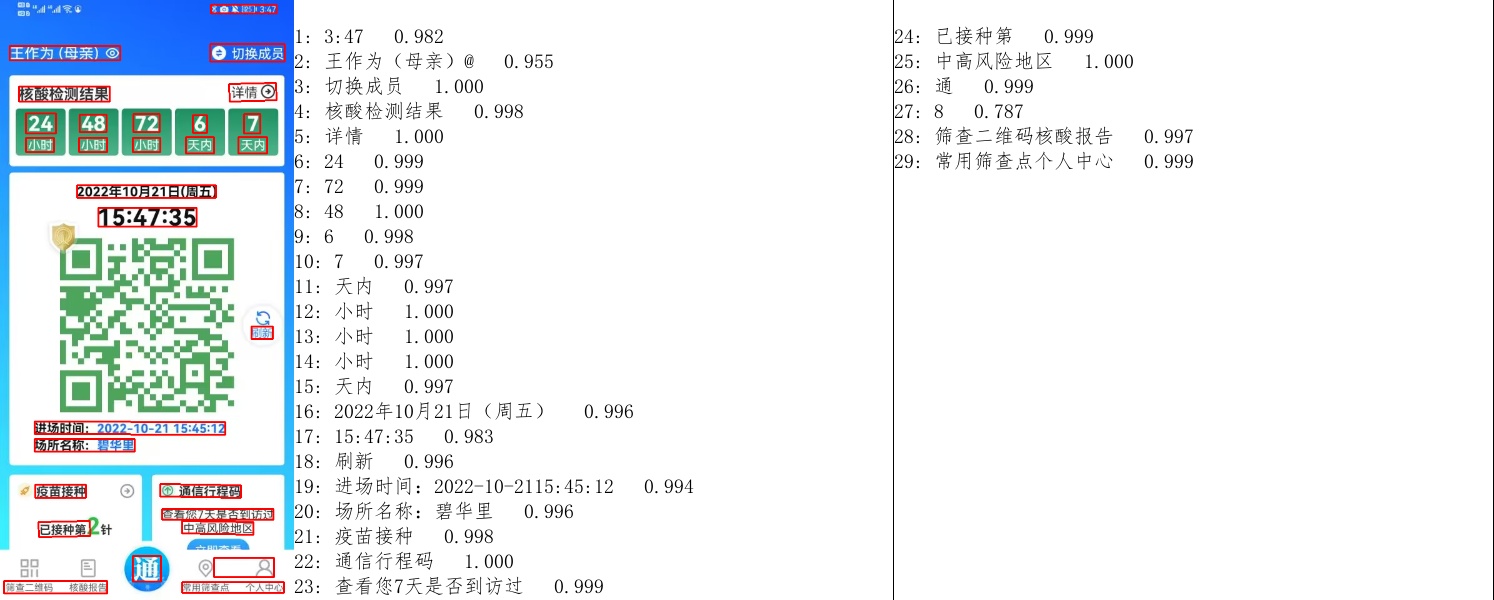 3:47
王作为（母亲）
切换成员
核酸检测结果
详情
24 48 72 6 7
小时 小时 小时 天内 天内
2022年10月21日(周五)
15:47:35
刷新
进场时间: 2022-10-21 15:45:12
场所名称: 碧华里
疫苗接种
通信行程码
查看您7天是否到访过
中高风险地区
已接种第2针
立即查看
通
筛查二维码 核酸报告 常用筛查点 个人中心
1: 3:47 0.982
2: 王作为（母亲）@ 0.955
3: 切换成员 1.000
4: 核酸检测结果 0.998
5: 详情 1.000
6: 24 0.999
7: 72 0.999
8: 48 1.000
9: 6 0.998
10: 7 0.997
11: 天内 0.997
12: 小时 1.000
13: 小时 1.000
14: 小时 1.000
15: 天内 0.997
16: 2022年10月21日（周五） 0.996
17: 15:47:35 0.983
18: 刷新 0.996
19: 进场时间: 2022-10-2115:45:12 0.994
20: 场所名称: 碧华里 0.996
21: 疫苗接种 0.998
22: 通信行程码 1.000
23: 查看您7天是否到访过 0.999
24: 已接种第 0.999
25: 中高风险地区 1.000
26: 通 0.999
27: 8 0.787
28: 筛查二维码核酸报告 0.997
29: 常用筛查点个人中心 0.999